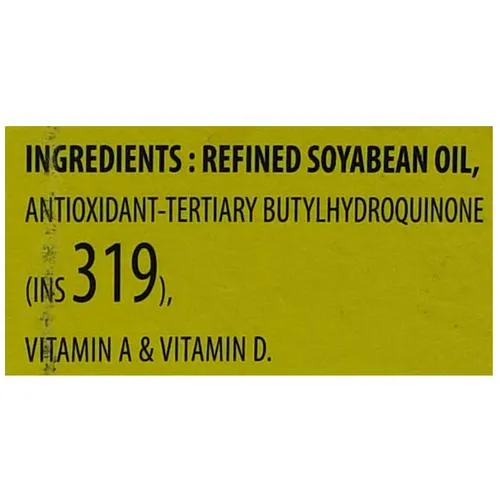 INGREDIENTS : REFINED SOYABEAN OIL,
ANTIOXIDANT-TERTIARY BUTYLHYDROQUINONE
(INS 319),
VITAMIN A & VITAMIN D.